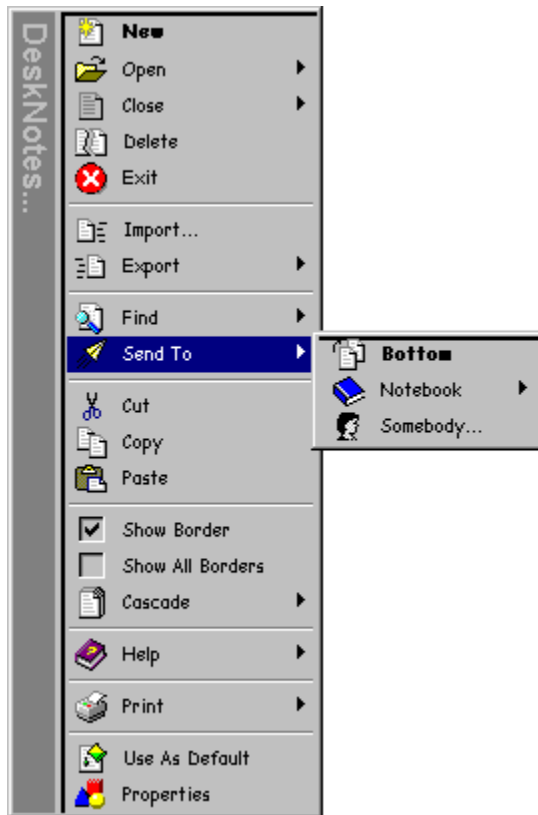 DeskNotes...
New
Open
Close
Delete
Exit
Import...
Export
Find
Send To
Bottom
Notebook
Somebody...
Cut
Copy
Paste
Show Border
Show All Borders
Cascade
Help
Print
Use As Default
Properties